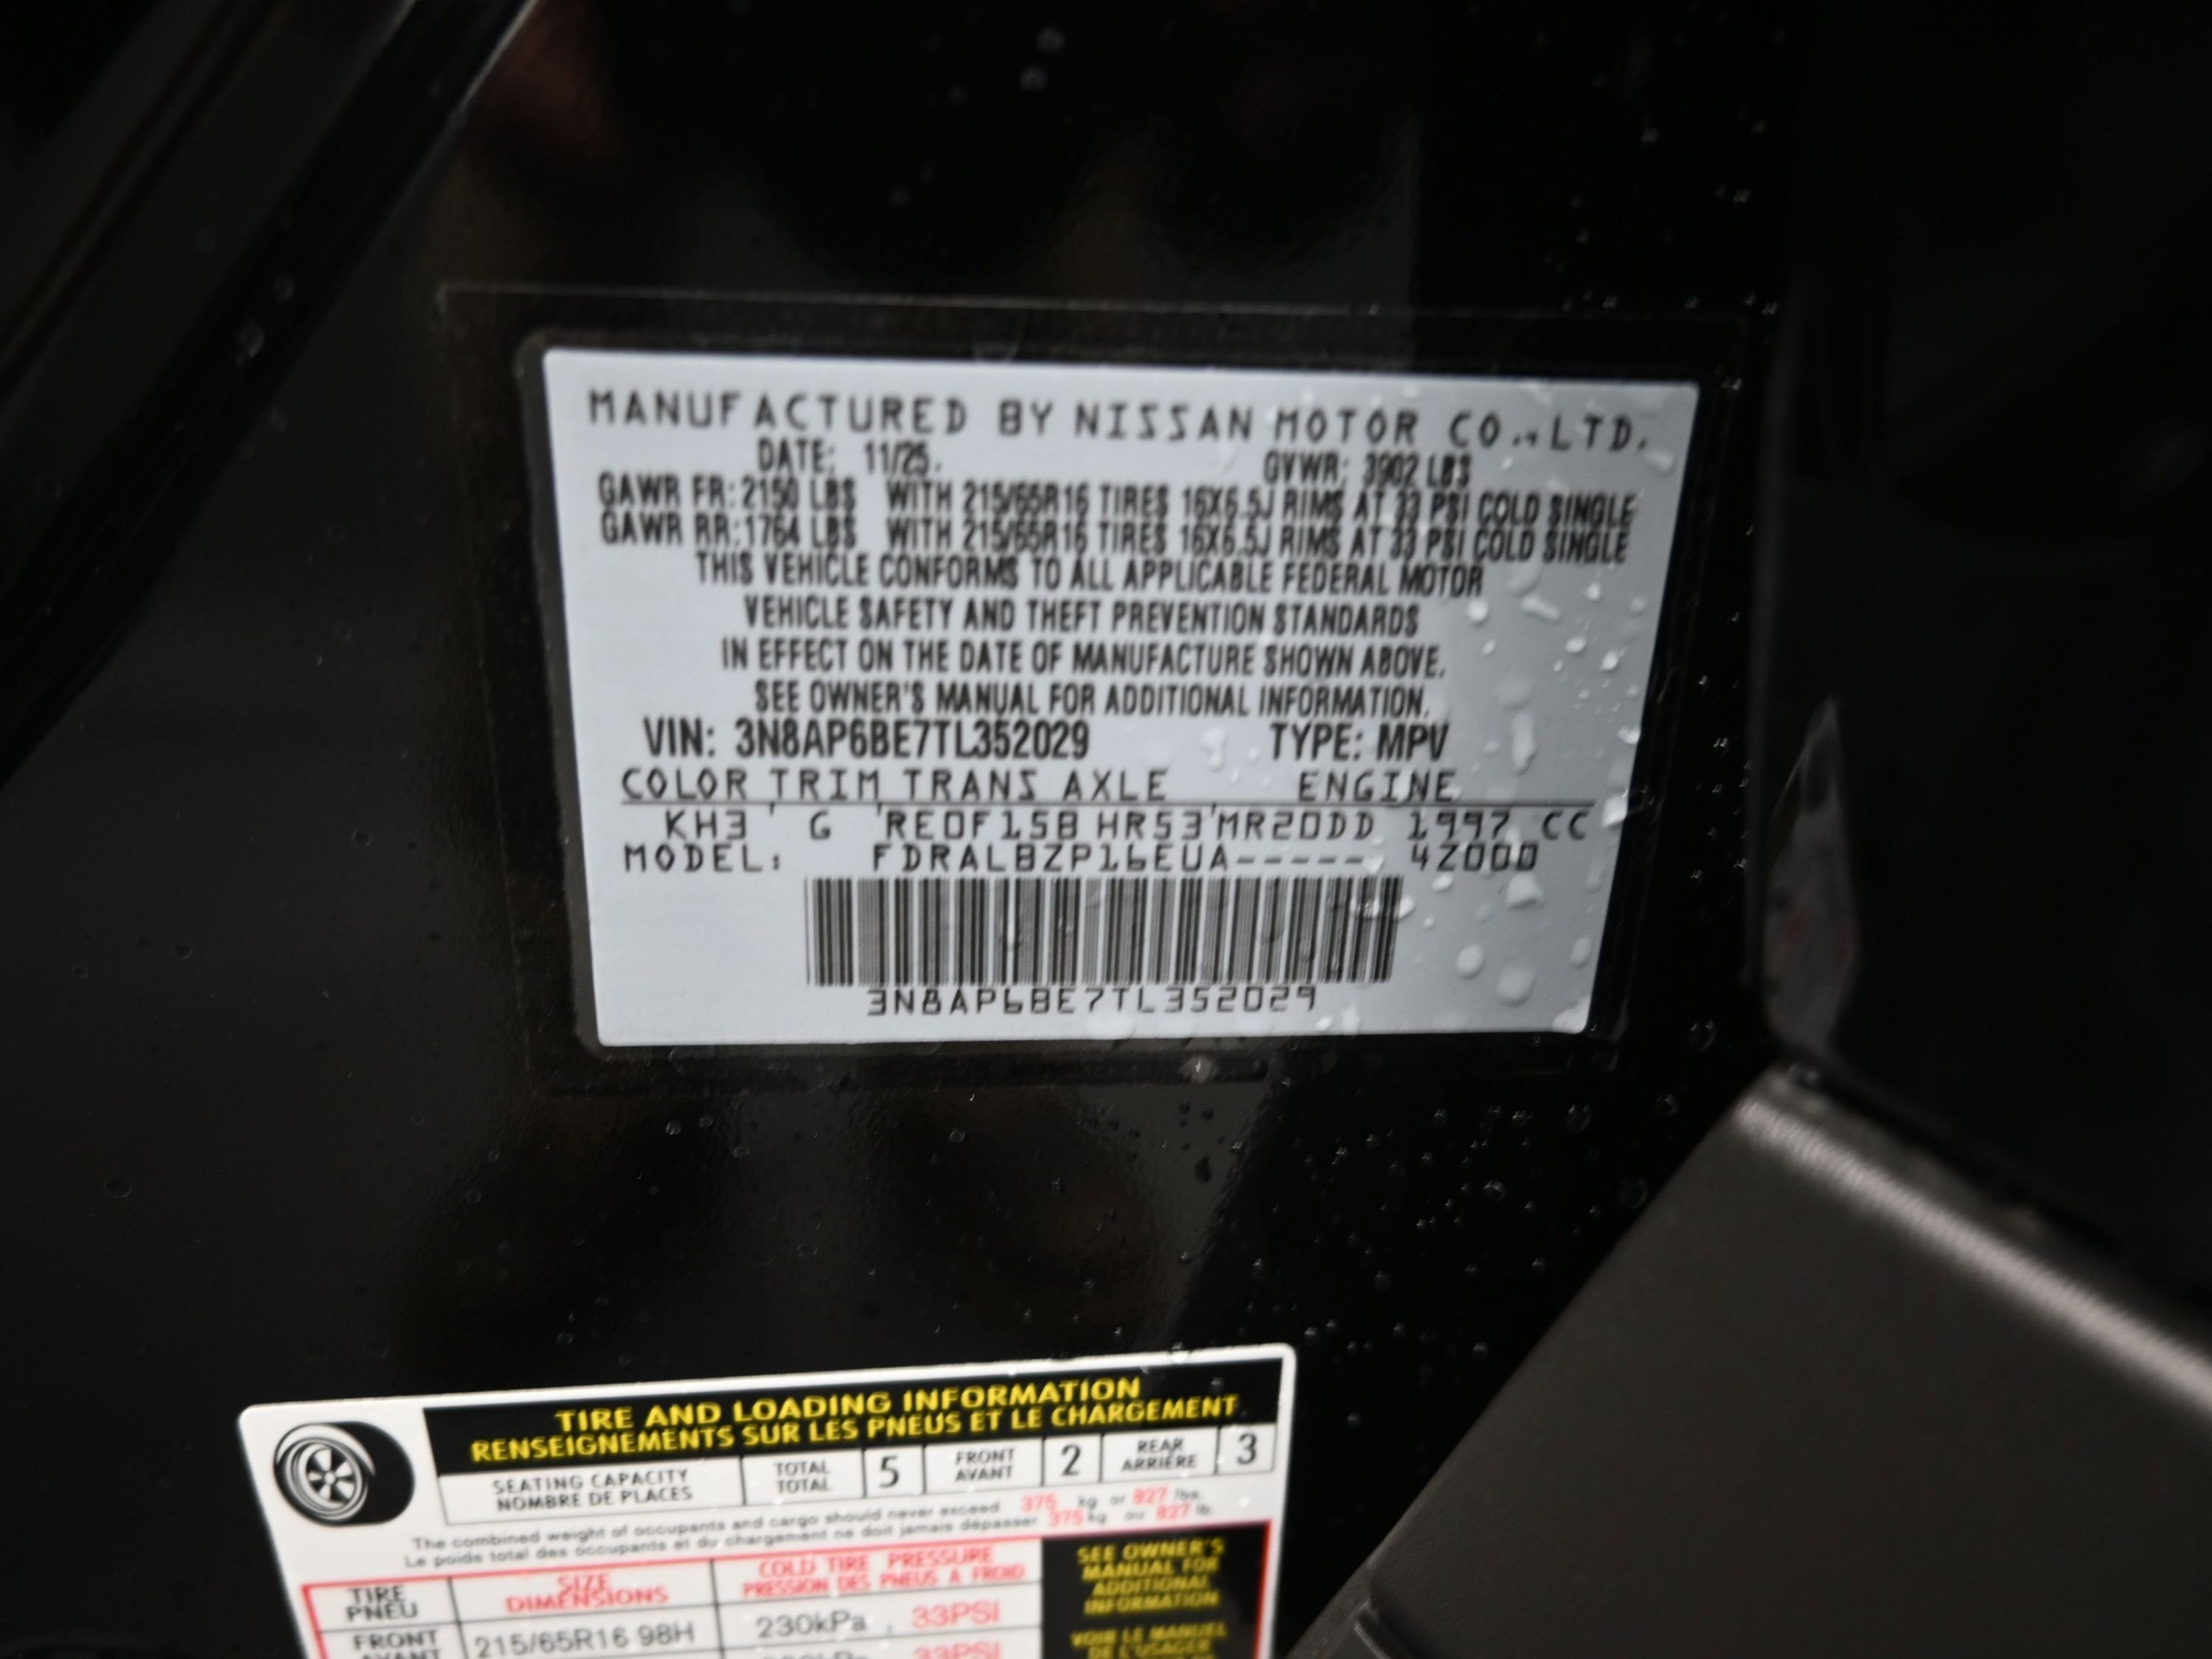 MANUFACTURED BY NISSAN MOTOR CO., LTD.
DATE: 11/25. GVWR: 3902 LBS
GAWR FR: 2150 LBS WITH 215/65R16 TIRES 16X6.5J RIMS AT 33 PSI COLD SINGLE
GAWR RR: 1764 LBS WITH 215/65R16 TIRES 16X6.5J RIMS AT 33 PSI COLD SINGLE
THIS VEHICLE CONFORMS TO ALL APPLICABLE FEDERAL MOTOR
VEHICLE SAFETY AND THEFT PREVENTION STANDARDS
IN EFFECT ON THE DATE OF MANUFACTURE SHOWN ABOVE.
SEE OWNER'S MANUAL FOR ADDITIONAL INFORMATION.
VIN: 3N8AP6BE7TL352029 TYPE: MPV
COLOR TRIM TRANS AXLE ENGINE
KH3 G RE0F15B HR53 MR20DD 1997 CC
MODEL: FDRALBZP16EUA----- 4Z000
3N8AP6BE7TL352029
TIRE AND LOADING INFORMATION
RENSEIGNEMENTS SUR LES PNEUS ET LE CHARGEMENT
SEATING CAPACITY TOTAL 5 FRONT 2 REAR 3
NOMBRE DE PLACES TOTAL AVANT ARRIÈRE
The combined weight of occupants and cargo should never exceed 375 kg or 827 lbs.
Le poids total des occupants et du chargement ne doit jamais dépasser 375 kg ou 827 lb.
TIRE SIZE COLD TIRE PRESSURE
PNEU DIMENSIONS PRESSION DES PNEUS À FROID
SEE OWNER'S
MANUAL FOR
ADDITIONAL
INFORMATION
FRONT 215/65R16 98H 230kPa, 33PSI
AVANT
VOIR LE MANUEL
DE L'USAGER
33PSI